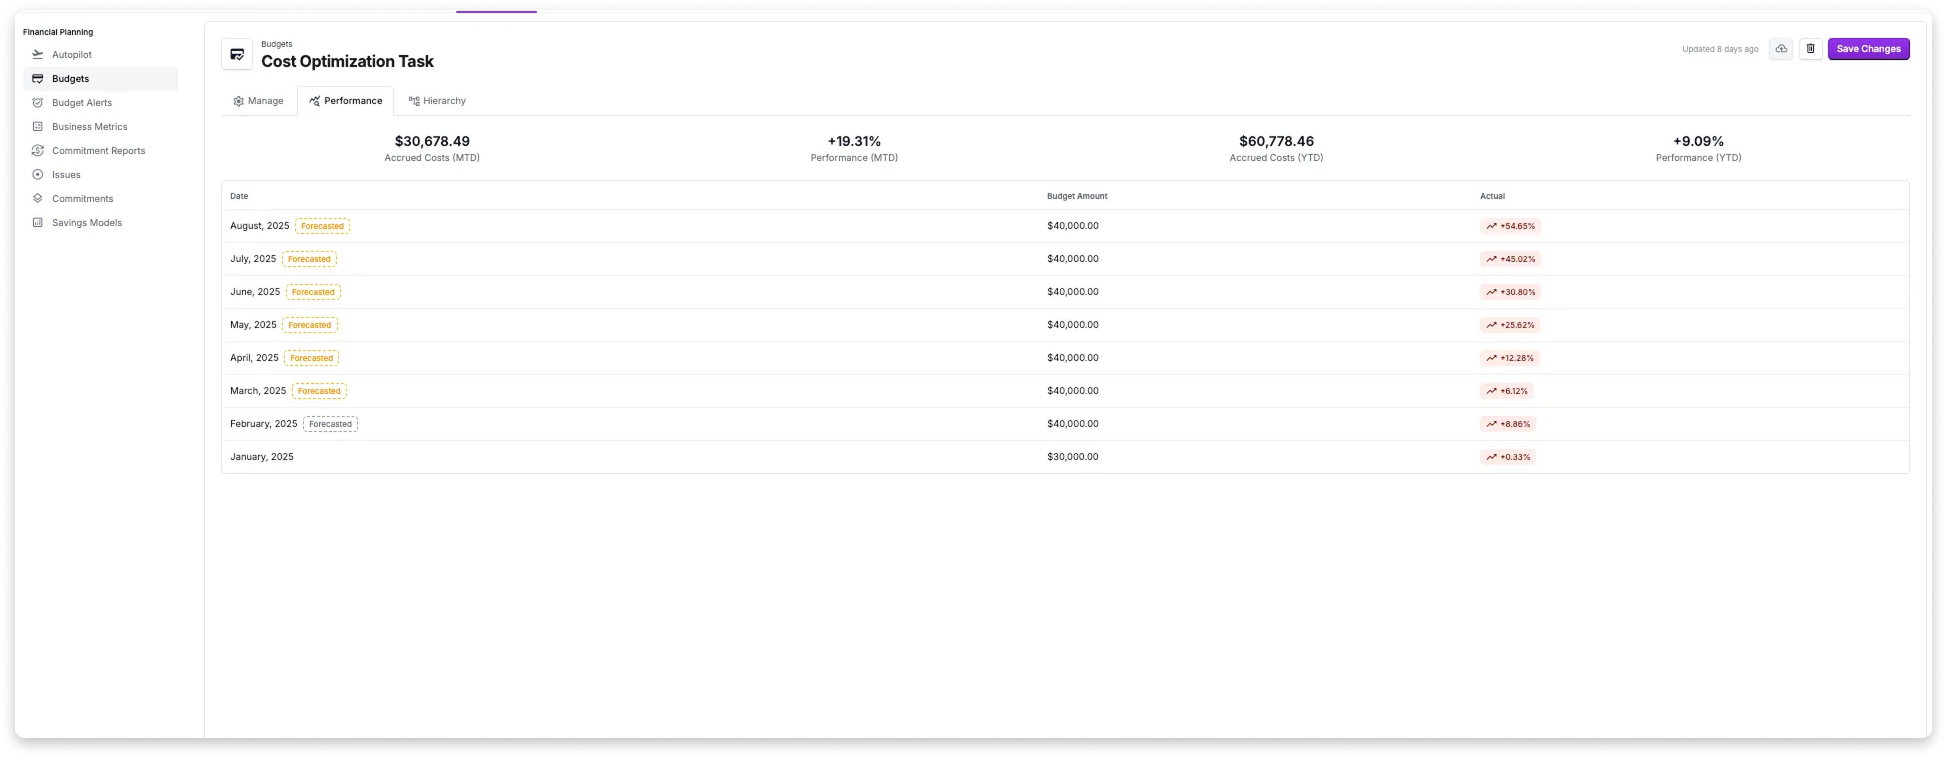 Financial Planning
Autopilot
Budgets
Budget Alerts
Business Metrics
Commitment Reports
Issues
Commitments
Savings Models
Budgets
Cost Optimization Task
Updated 8 days ago
Save Changes
Manage
Performance
Hierarchy
$30,678.49
Accrued Costs (MTD)
+19.31%
Performance (MTD)
$60,778.46
Accrued Costs (YTD)
+9.09%
Performance (YTD)
Date Budget Amount Actual
August, 2025 Forecasted $40,000.00 +54.65%
July, 2025 Forecasted $40,000.00 +45.02%
June, 2025 Forecasted $40,000.00 +30.80%
May, 2025 Forecasted $40,000.00 +25.62%
April, 2025 Forecasted $40,000.00 +12.28%
March, 2025 Forecasted $40,000.00 +6.12%
February, 2025 Forecasted $40,000.00 +8.86%
January, 2025 $30,000.00 +0.33%